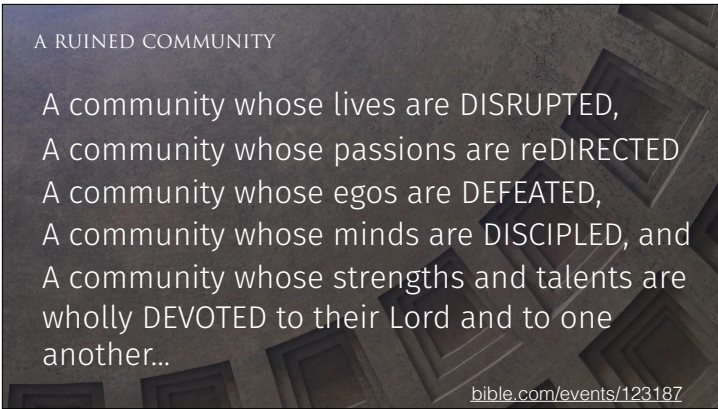 A RUINED COMMUNITY
A community whose lives are DISRUPTED,
A community whose passions are reDIRECTED
A community whose egos are DEFEATED,
A community whose minds are DISCIPLED, and
A community whose strengths and talents are
wholly DEVOTED to their Lord and to one
another...
bible.com/events/123187